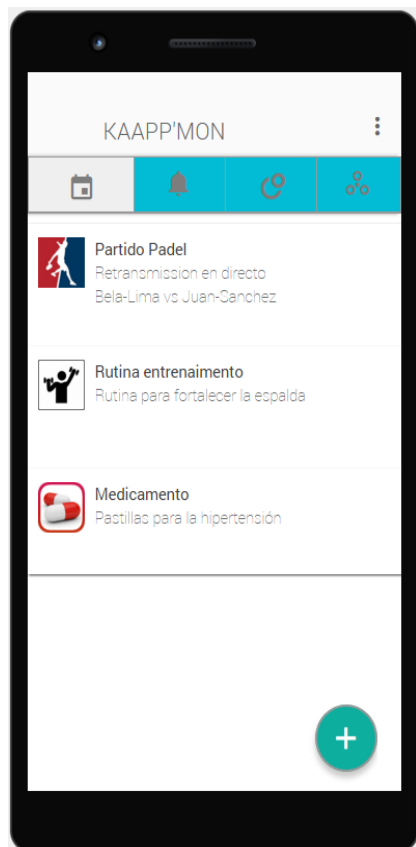 KAAPP'MON
Partido Padel
Retransmission en directo
Bela-Lima vs Juan-Sanchez
Rutina entrenaimento
Rutina para fortalecer la espalda
Medicamento
Pastillas para la hipertensión